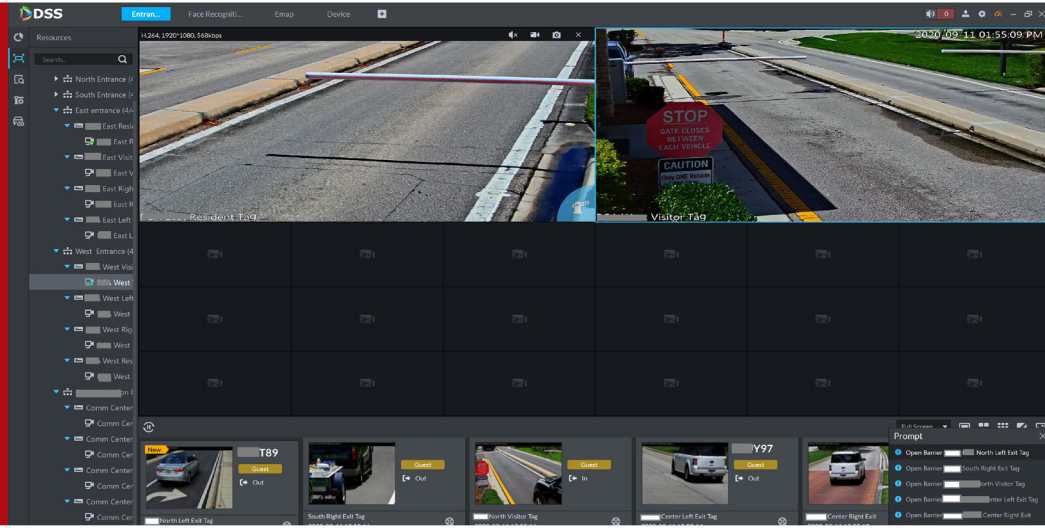 DSS
Entran...
Face Recogniti...
Emap
Device
0
Resources
Search...
North Entrance (4
South Entrance (4
East entrance (4/4
East Resi
East R
East Visit
East V
East Righ
East R
East Left
East L
West Entrance (4
West Visi
West
West Left
West
West Rig
West
West Res
West
Comm Center
Comm Cer
Comm Center
Comm Cer
Comm Center
Comm Cer
Comm Center
Comm Cer
H.264, 1920*1080, 568kbps
Resident Tag
2020-09-11 01:55:09 PM
STOP
GATE CLOSES
BETWEEN
EACH VEHICLE
CAUTION
Only ONE Vehicle
Visitor Tag
Full Screen
New
T89
Guest
Out
North Left Exit Tag
Guest
Out
South Right Exit Tag
Guest
In
North Visitor Tag
Y97
Guest
Out
Center Left Exit Tag
Center Right Exit
Prompt
Open Barrier North Left Exit Tag
Open Barrier South Right Exit Tag
Open Barrier orth Visitor Tag
Open Barrier enter Left Exit Tag
Open Barrier Center Right Exit